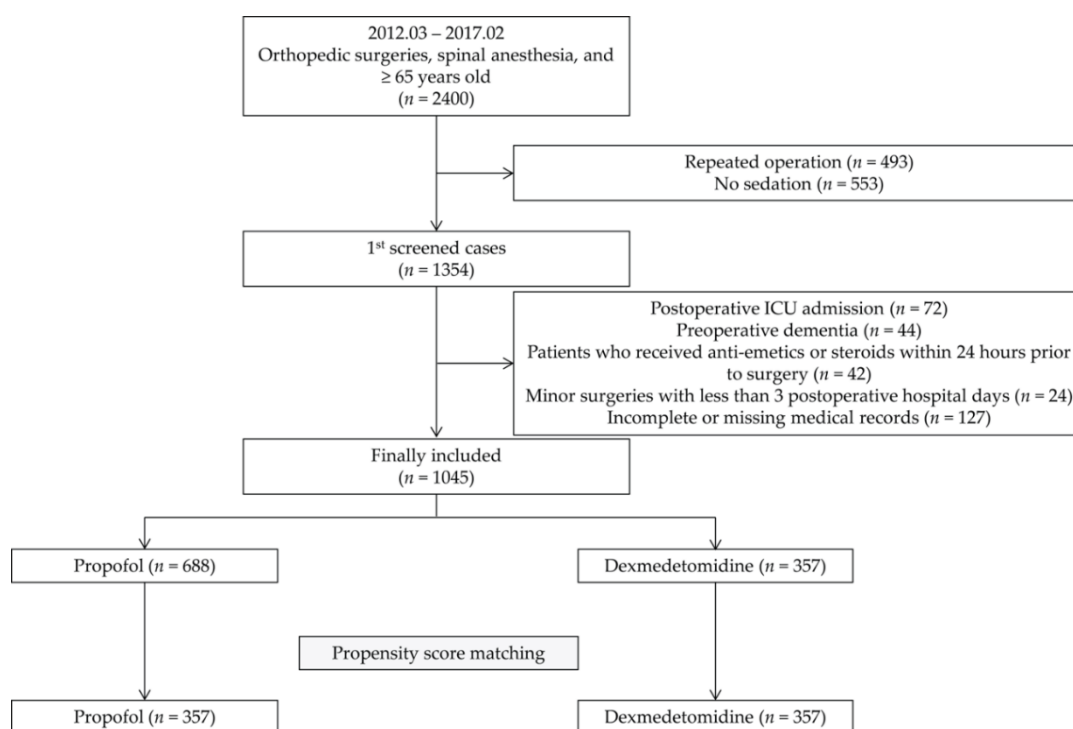 2012.03 – 2017.02
Orthopedic surgeries, spinal anesthesia, and
≥ 65 years old
(n = 2400)
Repeated operation (n = 493)
No sedation (n = 553)
1st screened cases
(n = 1354)
Postoperative ICU admission (n = 72)
Preoperative dementia (n = 44)
Patients who received anti-emetics or steroids within 24 hours prior
to surgery (n = 42)
Minor surgeries with less than 3 postoperative hospital days (n = 24)
Incomplete or missing medical records (n = 127)
Finally included
(n = 1045)
Propofol (n = 688)
Dexmedetomidine (n = 357)
Propensity score matching
Propofol (n = 357)
Dexmedetomidine (n = 357)